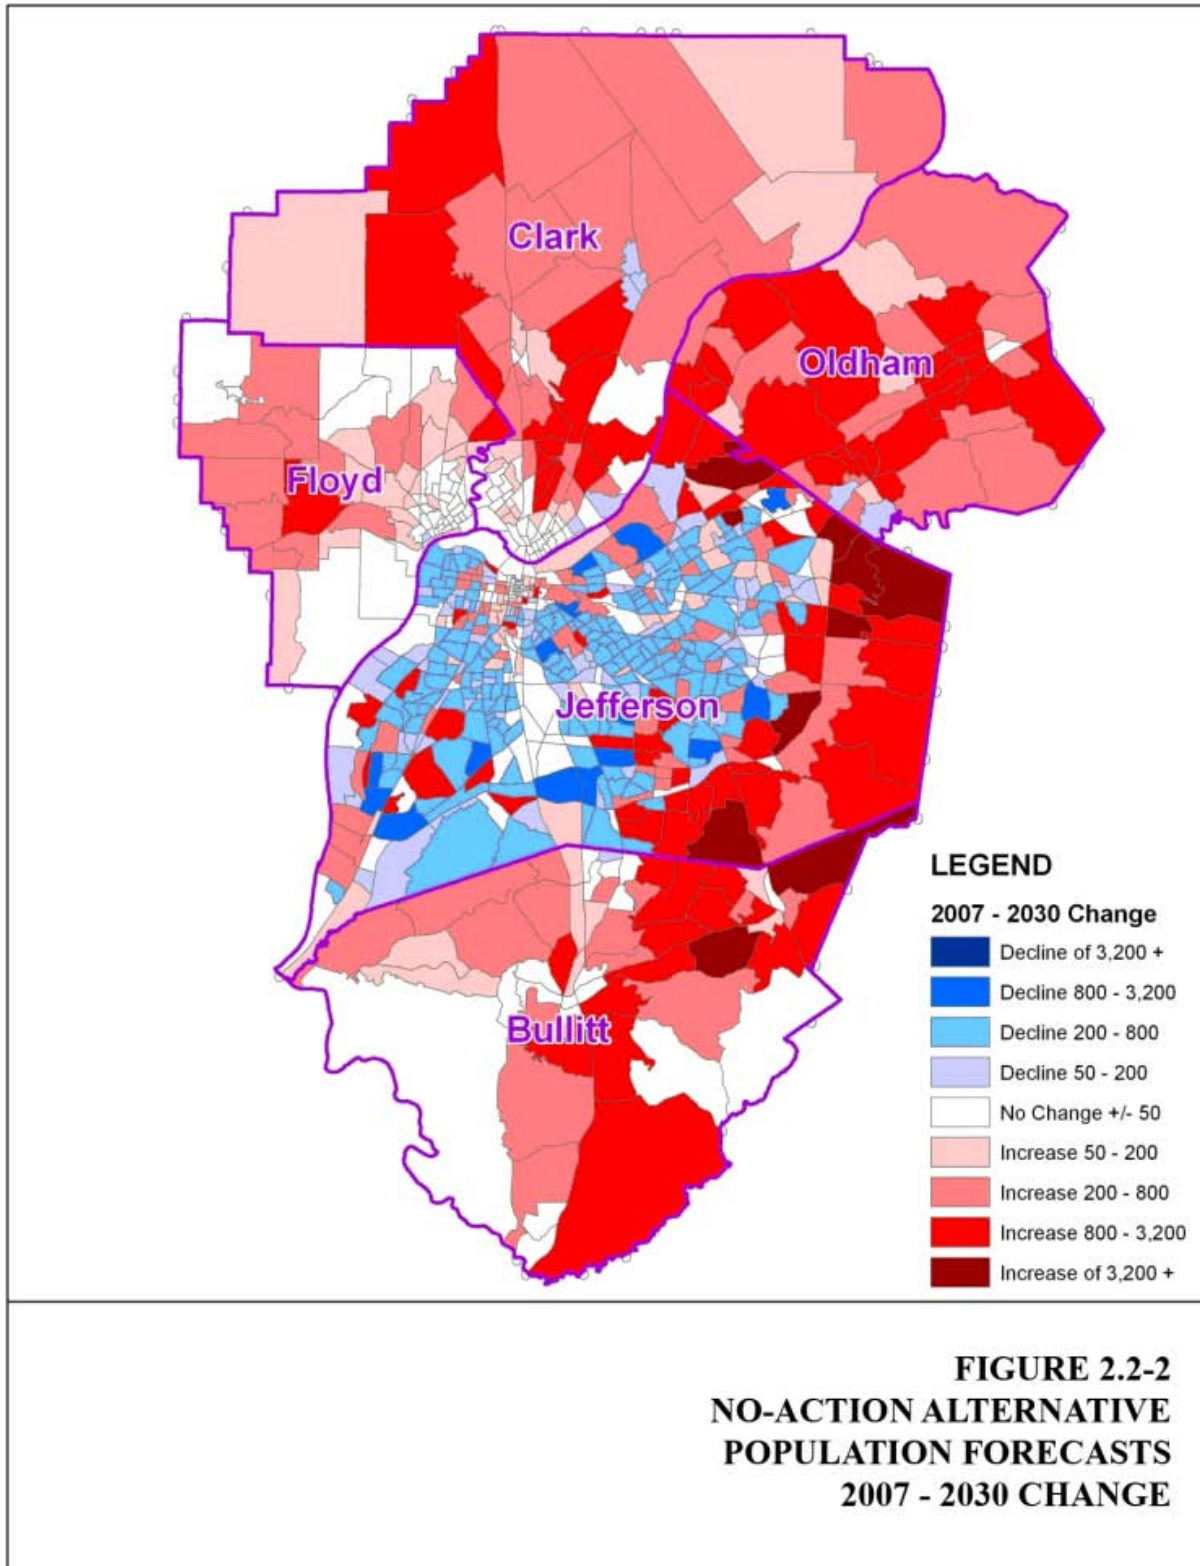 Clark
Oldham
Floyd
Jefferson
Bullitt
LEGEND
2007 - 2030 Change
Decline of 3,200 +
Decline 800 - 3,200
Decline 200 - 800
Decline 50 - 200
No Change +/- 50
Increase 50 - 200
Increase 200 - 800
Increase 800 - 3,200
Increase of 3,200 +
FIGURE 2.2-2
NO-ACTION ALTERNATIVE
POPULATION FORECASTS
2007 - 2030 CHANGE